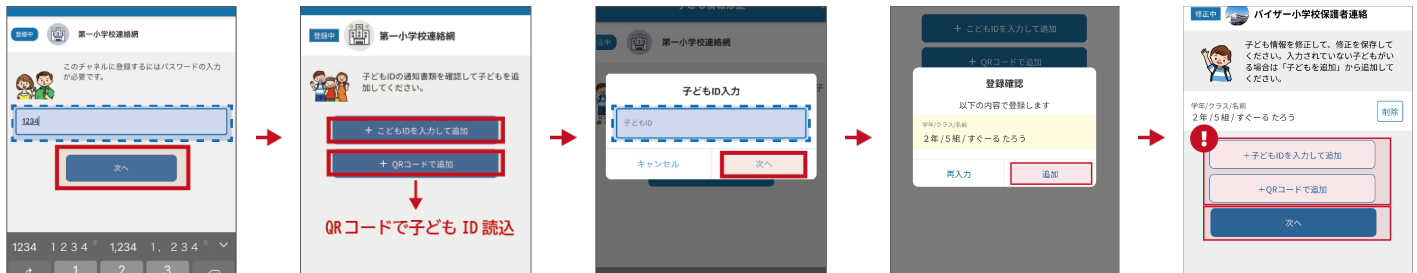 登録中
第一小学校連絡網
このチャネルに登録するにはパスワードの入力
が必要です。
1234
次へ
1234 1 2 3 4 1,234 1．2 3 4
1 2 3
登録中
第一小学校連絡網
子どもIDの通知書類を確認して子どもを追
加してください。
＋ こどもIDを入力して追加
＋ QRコードで追加
QRコードで子ども ID 読込
第一小学校連絡網
子どもID入力
子どもID
キャンセル
次へ
＋ こどもIDを入力して追加
＋ QRコードで追加
登録確認
以下の内容で登録します
学年/クラス/名前
2年/5組/すぐーる たろう
再入力
追加
修正中
バイザー小学校保護者連絡
子ども情報を修正して、修正を保存して
ください。入力されていない子どもがい
る場合は「子どもを追加」から追加して
ください。
学年/クラス/名前
2年/5組/すぐーる たろう
削除
!
＋子どもIDを入力して追加
＋QRコードで追加
次へ